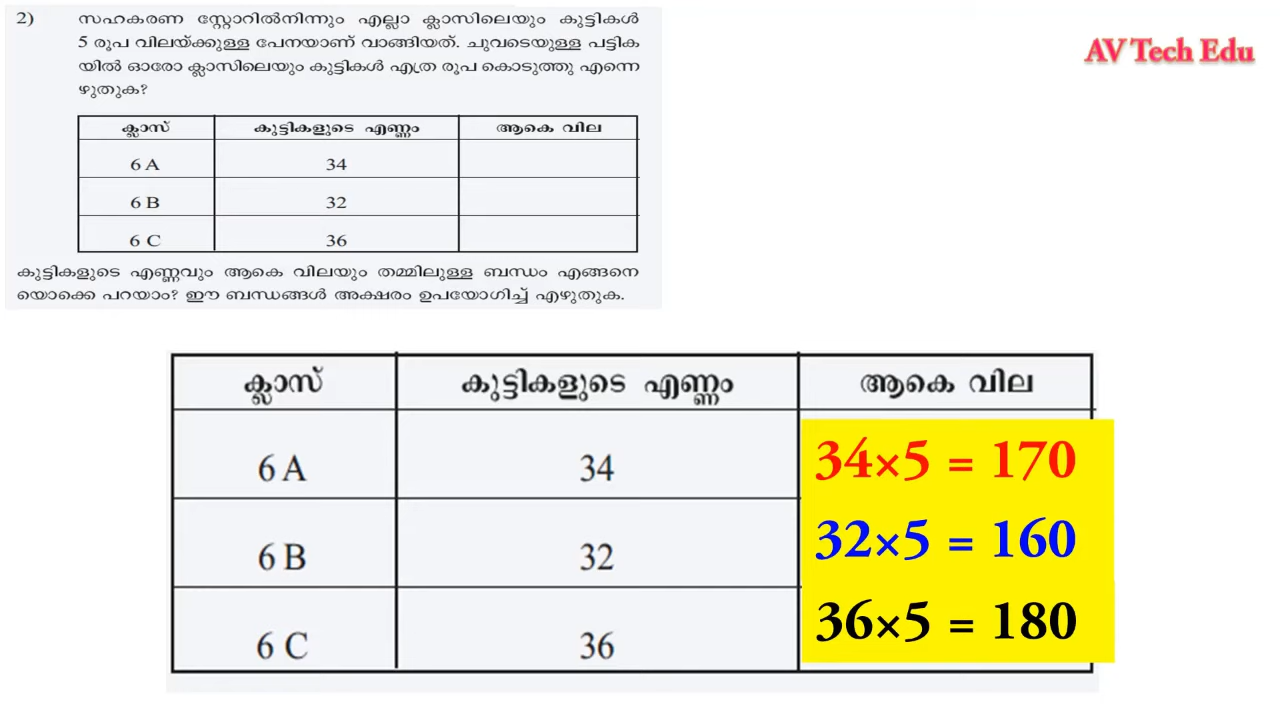 2) സഹകരണ സ്റ്റോറിൽനിന്നും എല്ലാ ക്ലാസിലെയും കുട്ടികൾ
5 രൂപ വിലയ്ക്കുള്ള പേനയാണ് വാങ്ങിയത്. ചുവടെയുള്ള പട്ടിക
യിൽ ഓരോ ക്ലാസിലെയും കുട്ടികൾ എത്ര രൂപ കൊടുത്തു എന്നെ
ഴുതുക?
AV Tech Edu
ക്ലാസ് കുട്ടികളുടെ എണ്ണം ആകെ വില
6 A 34
6 B 32
6 C 36
കുട്ടികളുടെ എണ്ണവും ആകെ വിലയും തമ്മിലുള്ള ബന്ധം എങ്ങനെ
യൊക്കെ പറയാം? ഈ ബന്ധങ്ങൾ അക്ഷരം ഉപയോഗിച്ച് എഴുതുക.
ക്ലാസ് കുട്ടികളുടെ എണ്ണം ആകെ വില
6 A 34 34×5 = 170
6 B 32 32×5 = 160
6 C 36 36×5 = 180